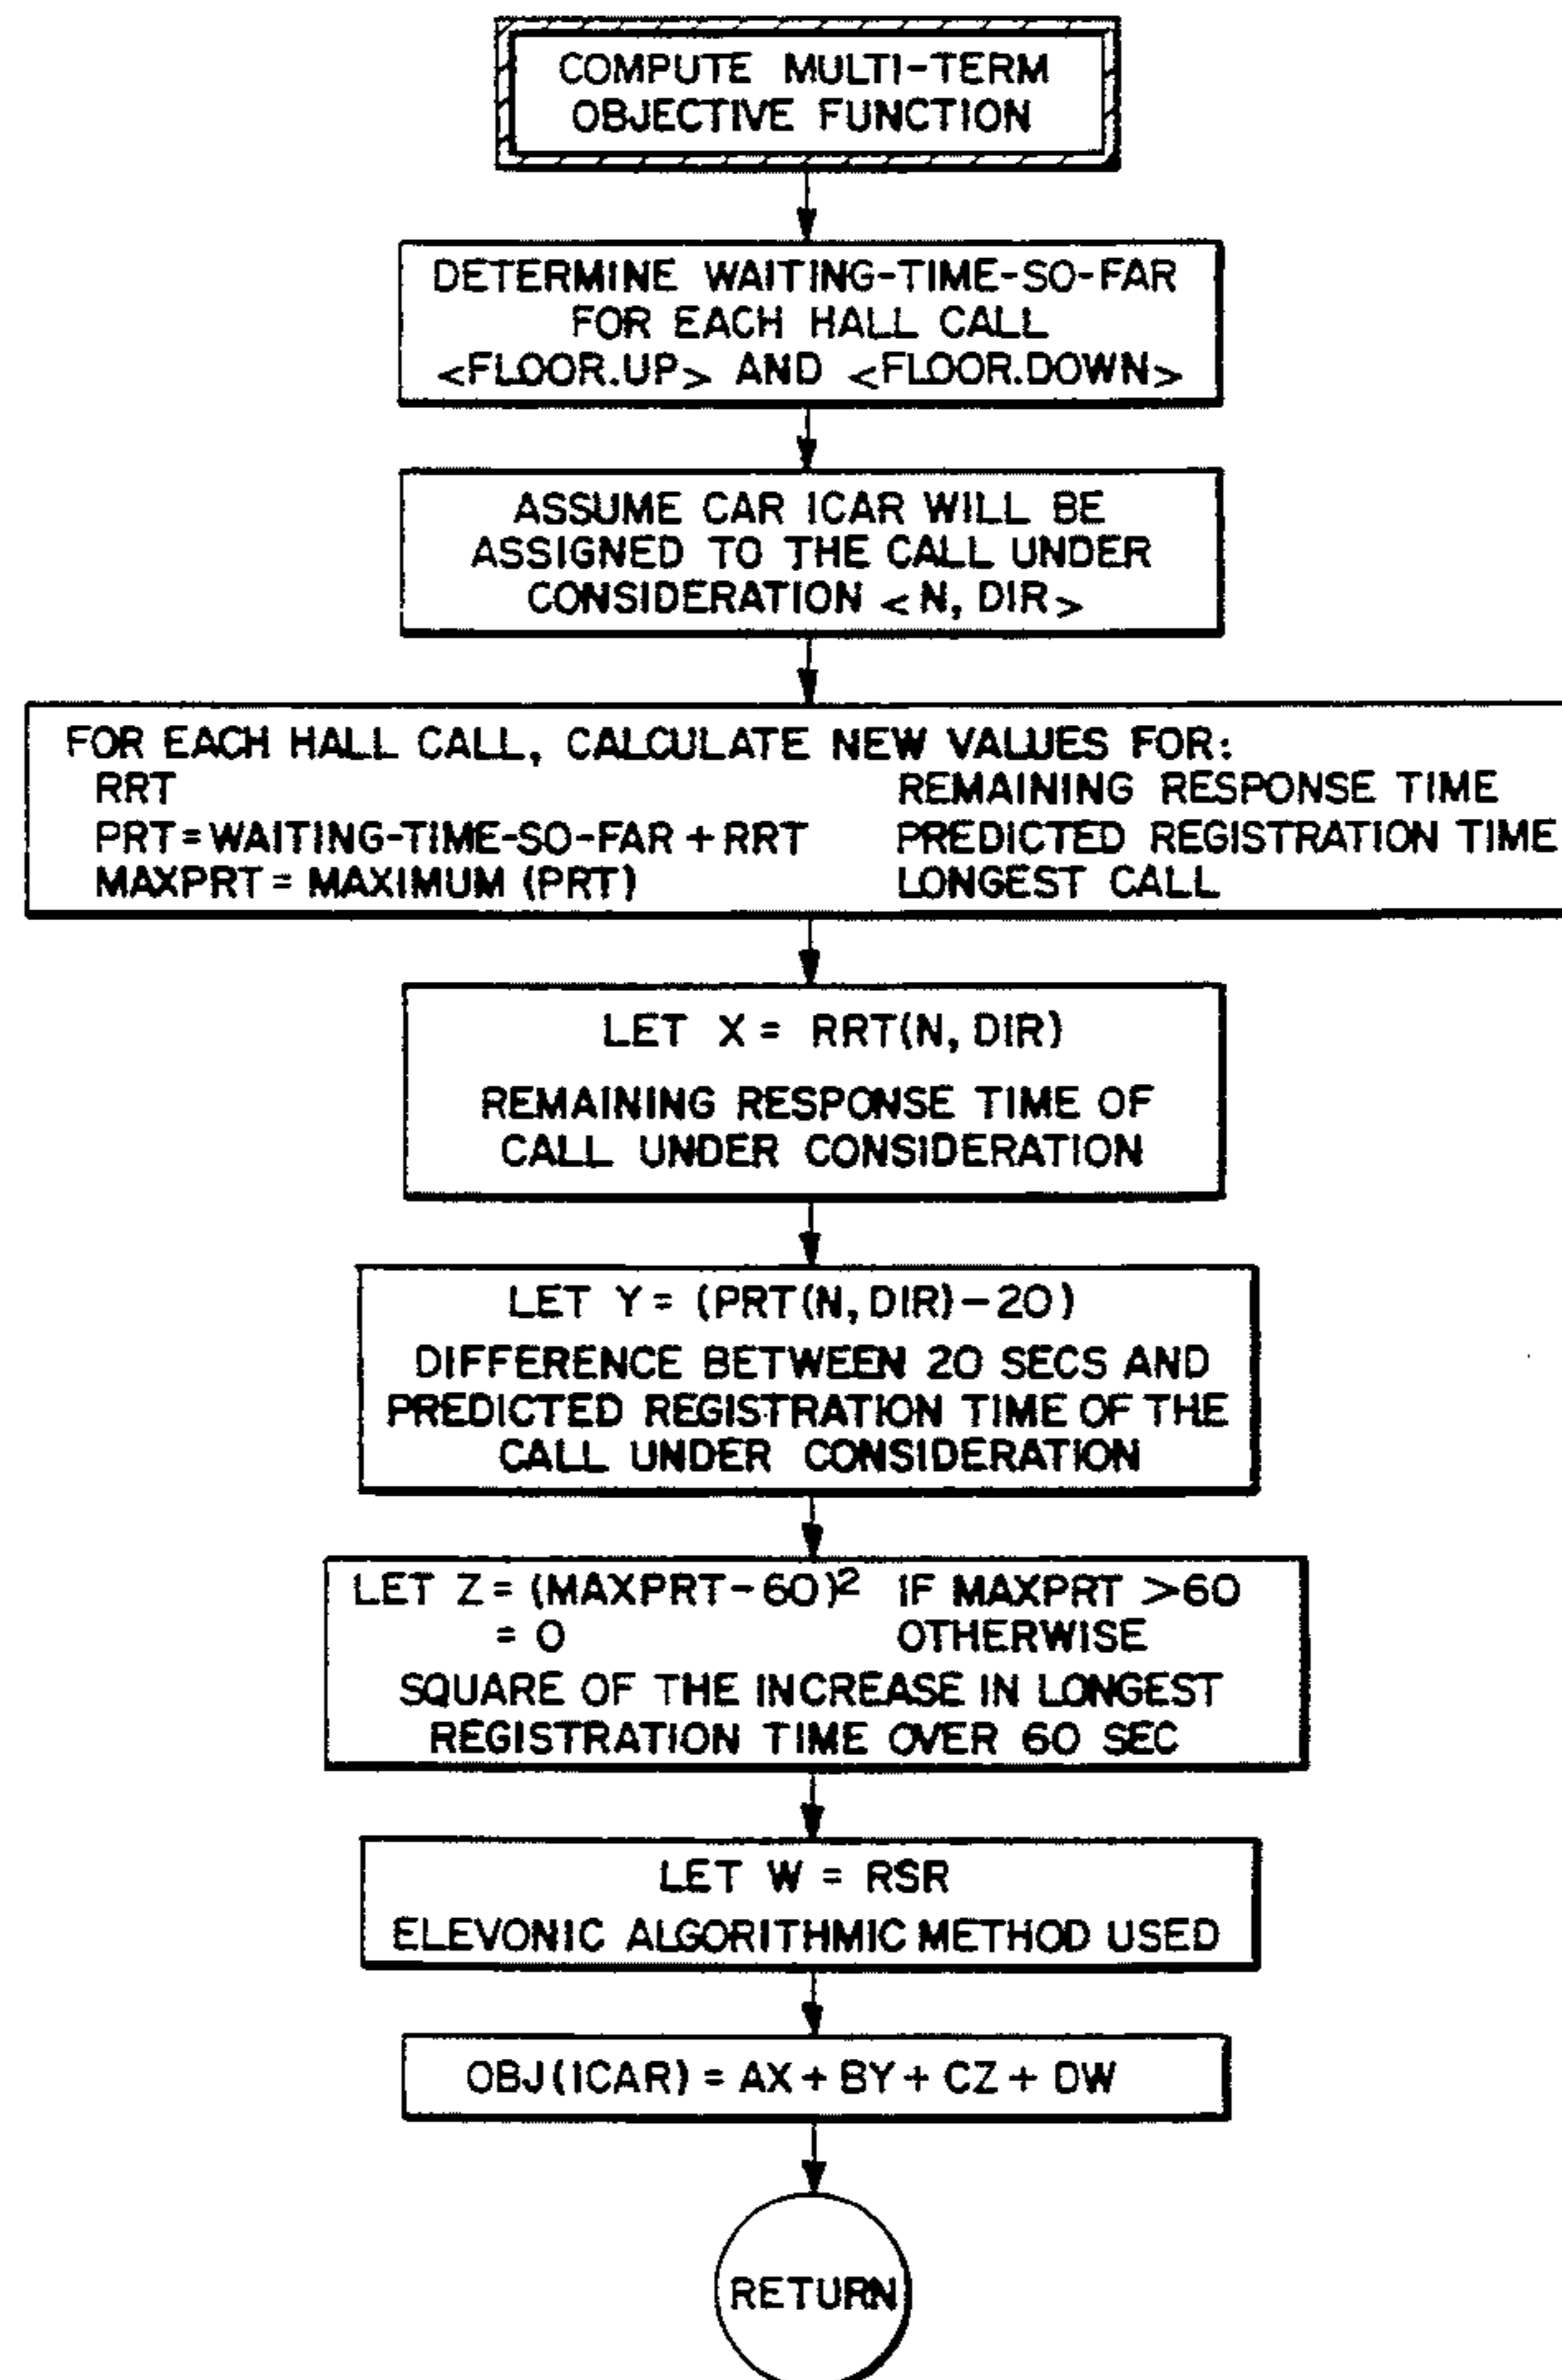 COMPUTE MULTI-TERM
OBJECTIVE FUNCTION
DETERMINE WAITING-TIME-SO-FAR
FOR EACH HALL CALL
<FLOOR.UP> AND <FLOOR.DOWN>
ASSUME CAR ICAR WILL BE
ASSIGNED TO THE CALL UNDER
CONSIDERATION <N, DIR>
FOR EACH HALL CALL, CALCULATE NEW VALUES FOR:
RRT REMAINING RESPONSE TIME
PRT=WAITING-TIME-SO-FAR+RRT PREDICTED REGISTRATION TIME
MAXPRT= MAXIMUM (PRT) LONGEST CALL
LET X = RRT(N, DIR)
REMAINING RESPONSE TIME OF
CALL UNDER CONSIDERATION
LET Y = (PRT(N, DIR)-20)
DIFFERENCE BETWEEN 20 SECS AND
PREDICTED REGISTRATION TIME OF THE
CALL UNDER CONSIDERATION
LET Z = (MAXPRT-60)² IF MAXPRT >60
= 0 OTHERWISE
SQUARE OF THE INCREASE IN LONGEST
REGISTRATION TIME OVER 60 SEC
LET W = RSR
ELEVONIC ALGORITHMIC METHOD USED
OBJ(ICAR) = AX + BY + CZ + DW
RETURN